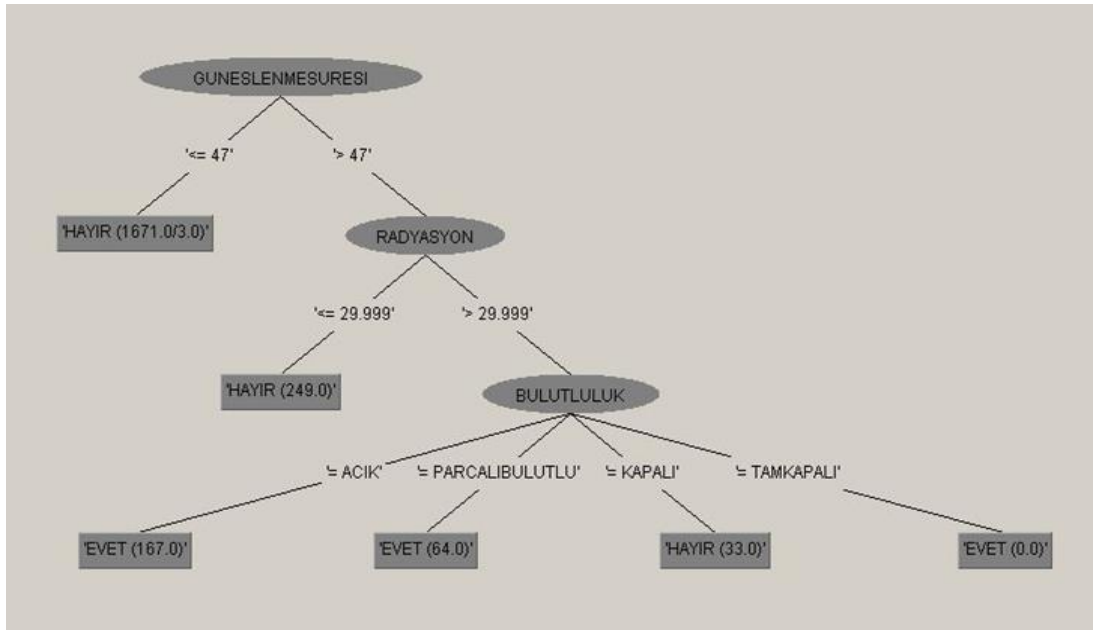 GUNESLENMESURESI
'<= 47'
'> 47'
'HAYIR (1671.0/3.0)'
RADYASYON
'<= 29.999'
'> 29.999'
'HAYIR (249.0)'
BULUTLULUK
'= ACIK'
'= PARCALIBULUTLU'
'= KAPALI'
'= TAMKAPALI'
'EVET (167.0)'
'EVET (64.0)'
'HAYIR (33.0)'
'EVET (0.0)'